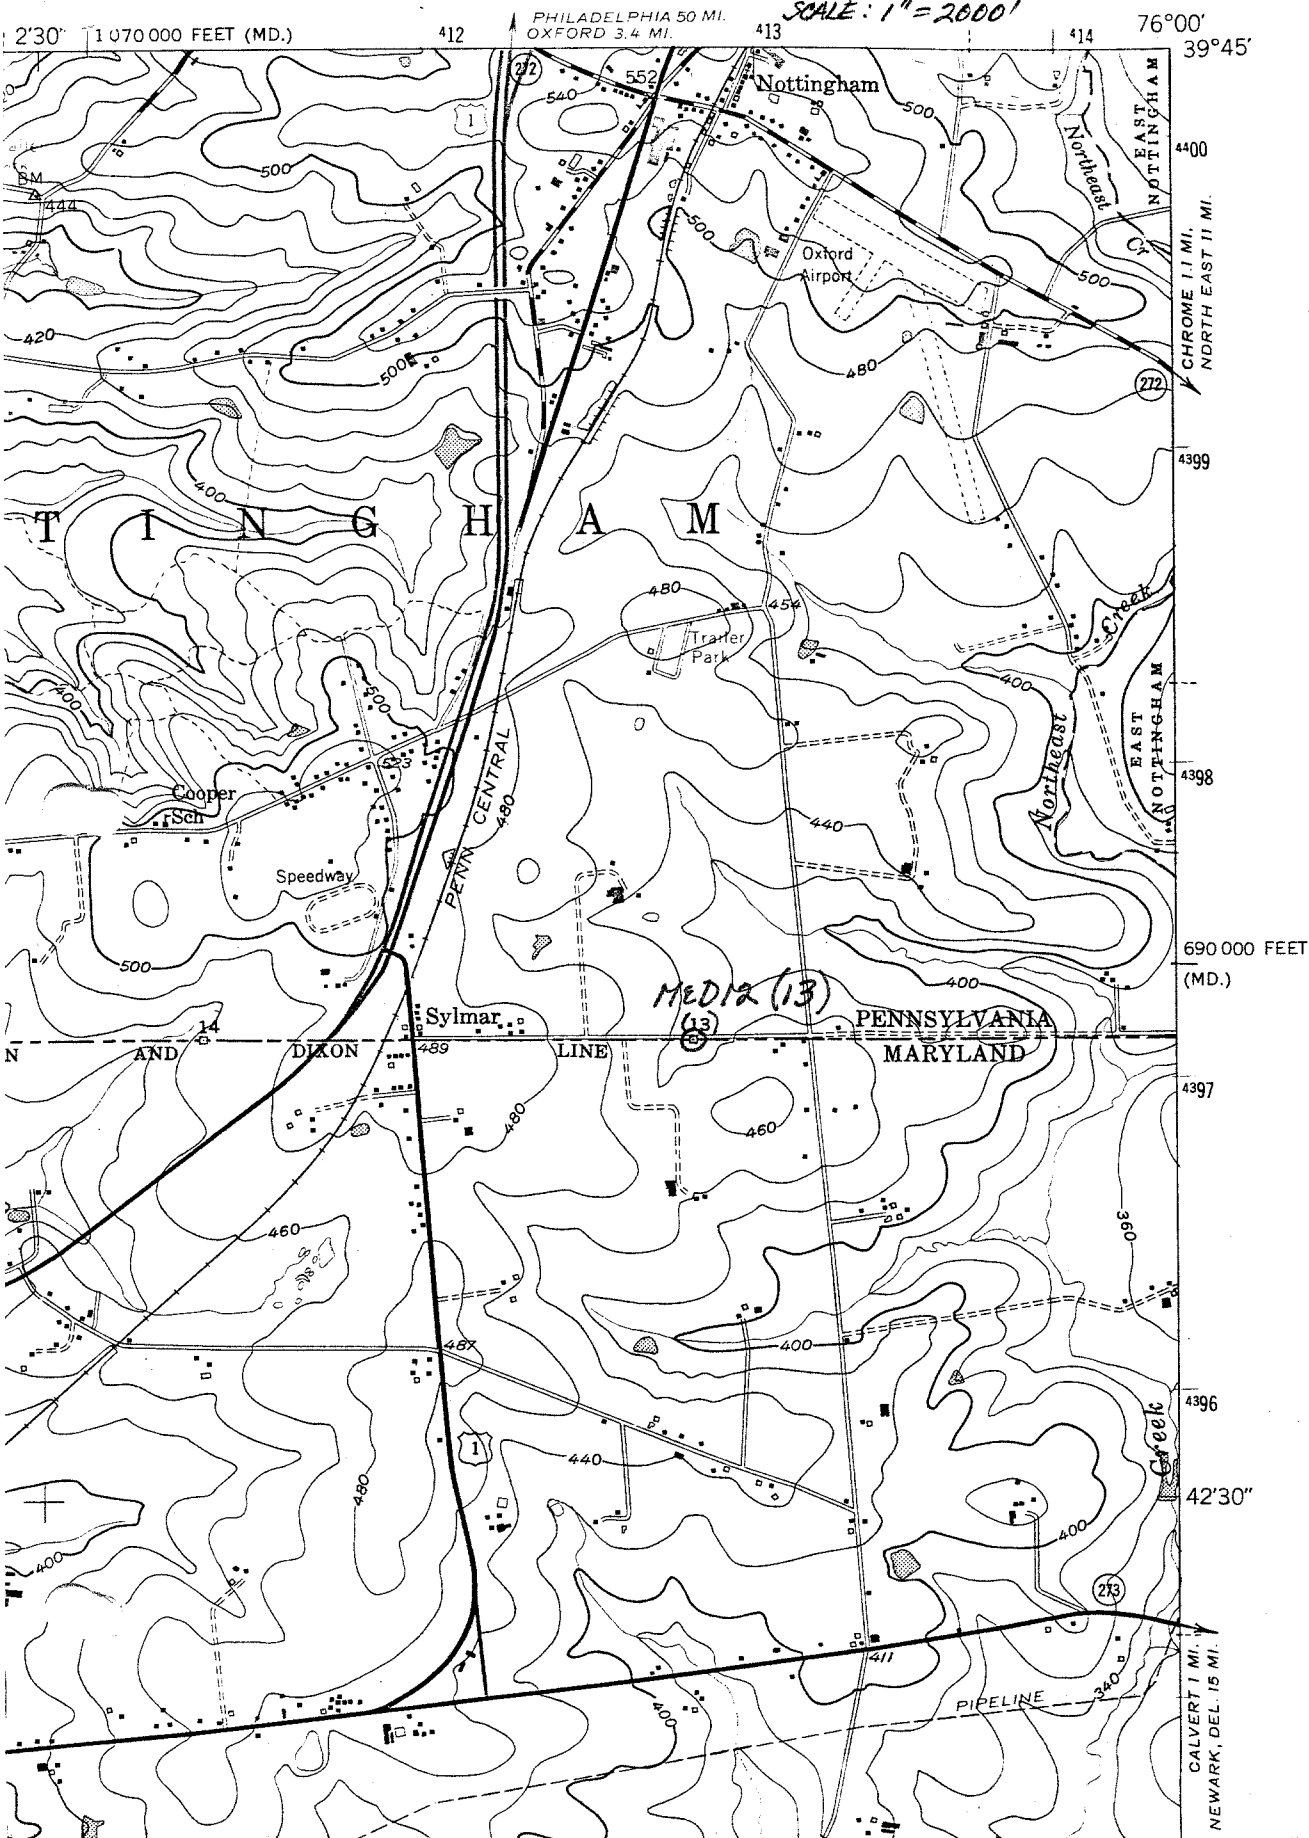 SCALE: 1" = 2000'
PHILADELPHIA 50 MI.
OXFORD 3.4 MI.
2'30"
1 070 000 FEET (MD.)
412
413
414
76°00'
39°45'
272
552
540
Nottingham
500
1
EAST
NOTTINGHAM
Northeast
Cr
4400
500
BM
444
500
Oxford
Airport
500
CHROME 1.1 MI.
NORTH EAST 11 MI.
420
500
480
272
4399
400
T I N G H A M
480
454
Creek
Trailer
Park
400
400
500
Northeast
EAST
NOTTINGHAM
523
4398
Cooper
Sch
PENN CENTRAL
480
440
Speedway
500
690 000 FEET
(MD.)
400
M&D12 (13)
(13)
Sylmar
PENNSYLVANIA
14
N AND DIXON LINE
489
MARYLAND
4397
480
460
460
360
487
400
4396
1
440
480
Creek
42'30"
400
400
273
411
400
PIPELINE
340
CALVERT 1 MI.
NEWARK, DEL. 15 MI.